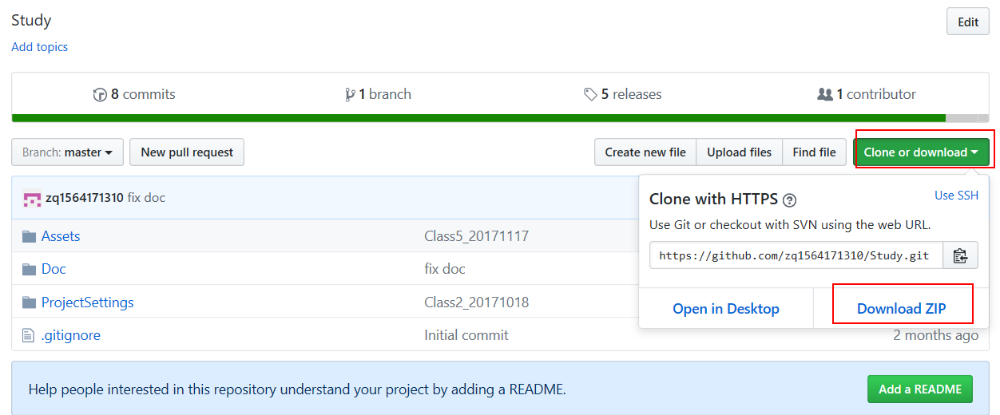 Study
Edit
Add topics
8 commits 1 branch 5 releases 1 contributor
Branch: master New pull request Create new file Upload files Find file Clone or download
zq1564171310 fix doc
Clone with HTTPS ? Use SSH
Use Git or checkout with SVN using the web URL.
https://github.com/zq1564171310/Study.git
Open in Desktop Download ZIP
Assets Class5_20171117
Doc fix doc
ProjectSettings Class2_20171018
.gitignore Initial commit 2 months ago
Help people interested in this repository understand your project by adding a README. Add a README